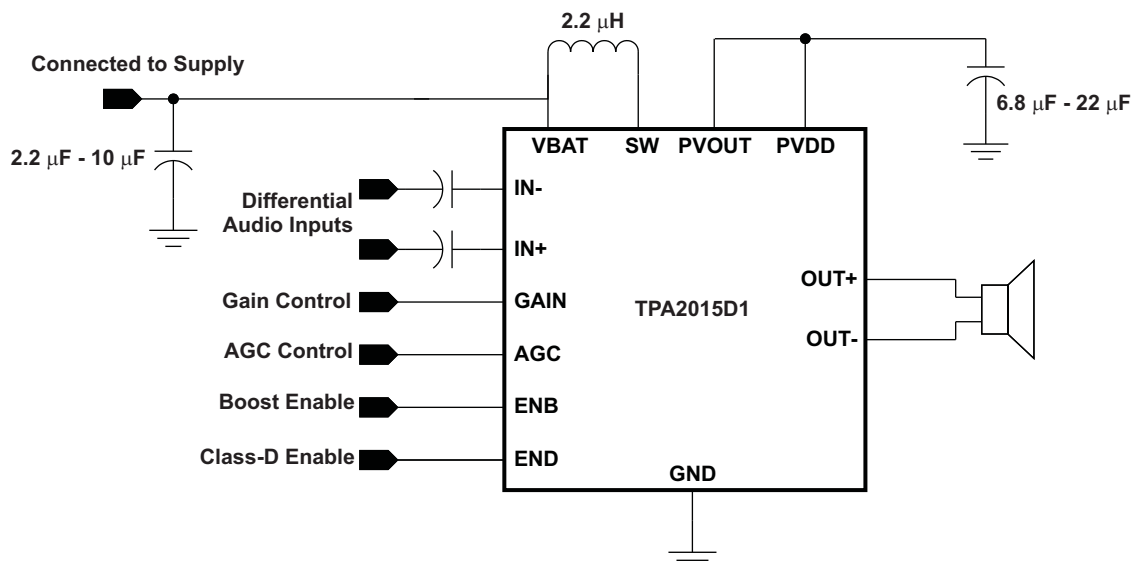 2.2 μH
Connected to Supply
6.8 μF - 22 μF
2.2 μF - 10 μF
VBAT SW PVOUT PVDD
Differential
Audio Inputs
IN-
IN+
Gain Control
GAIN
TPA2015D1
OUT+
OUT-
AGC Control
AGC
Boost Enable
ENB
Class-D Enable
END
GND